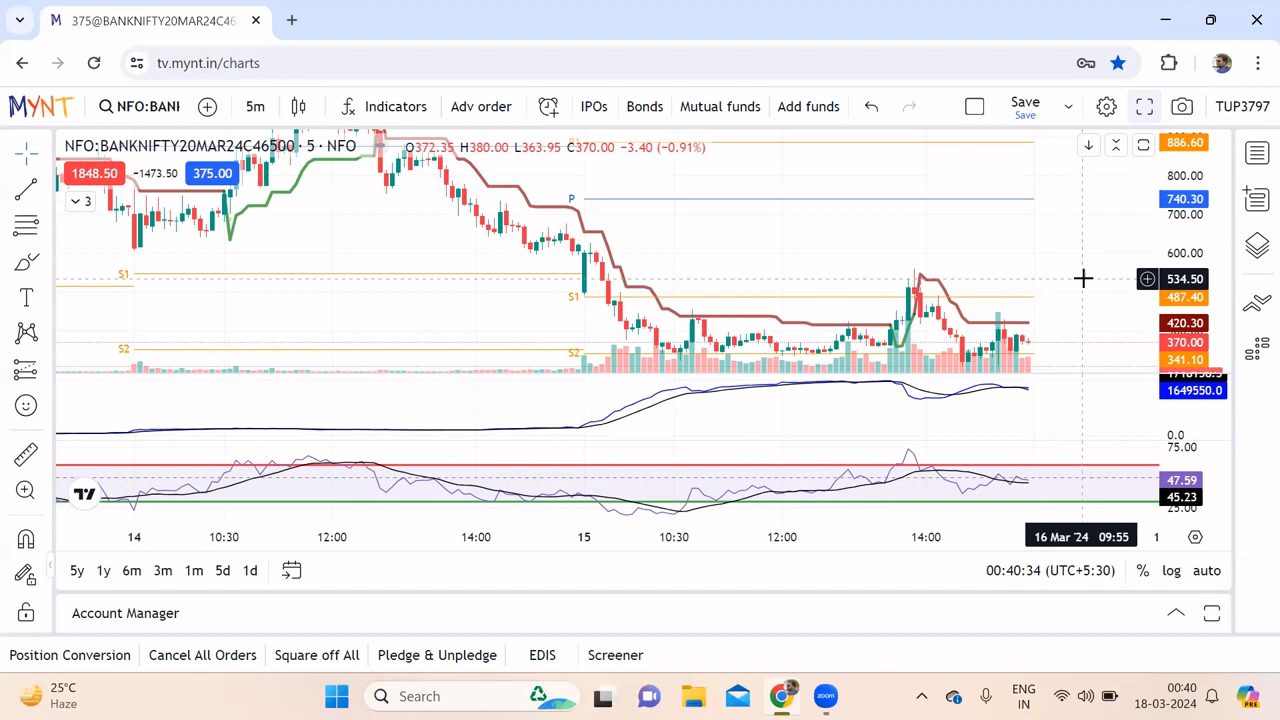 375@BANKNIFTY20MAR24C46
tv.mynt.in/charts
MYNT NFO:BANI 5m Indicators Adv order IPOs Bonds Mutual funds Add funds Save TUP3797
Save
NFO:BANKNIFTY20MAR24C46500 · 5 · NFO O372.35 H380.00 L363.95 C370.00 −3.40 (−0.91%)
1848.50 −1473.50 375.00
3
886.60
800.00
P 740.30
700.00
600.00
S1 534.50
S1 487.40
420.30
370.00
S2 S2 341.10
1649550.0
0.0
75.00
47.59
45.23
25.00
14 10:30 12:00 14:00 15 10:30 12:00 14:00 16 Mar '24 09:55 1
5y 1y 6m 3m 1m 5d 1d 00:40:34 (UTC+5:30) % log auto
Account Manager
Position Conversion Cancel All Orders Square off All Pledge & Unpledge EDIS Screener
25°C
Haze
Search
zoom
ENG
IN
00:40
18-03-2024
PRE